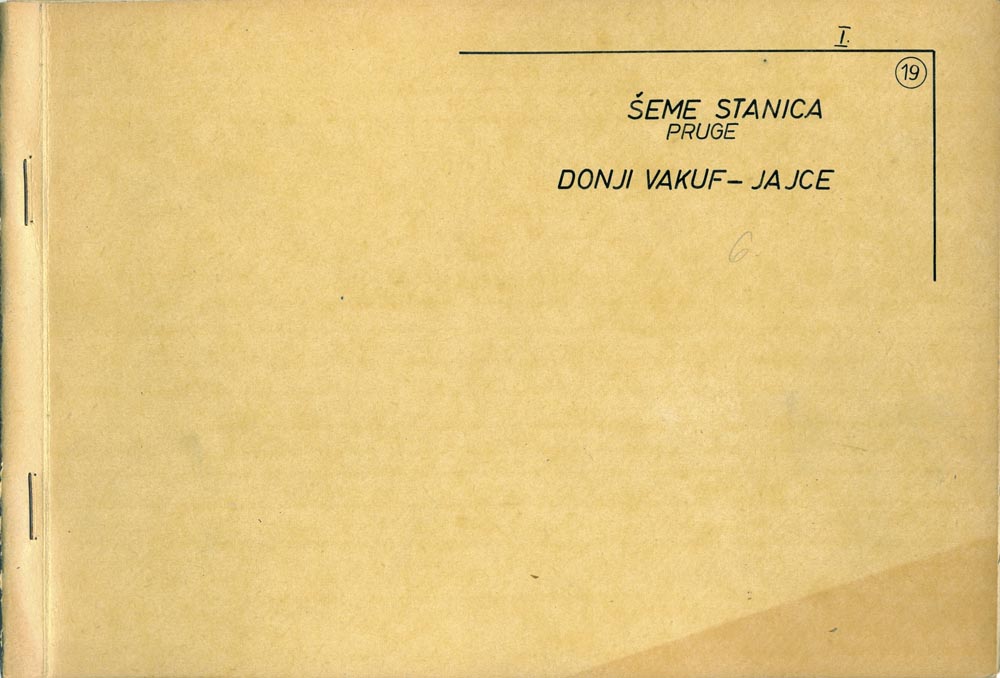 I.
19
ŠEME STANICA
PRUGE
DONJI VAKUF – JAJCE
6.